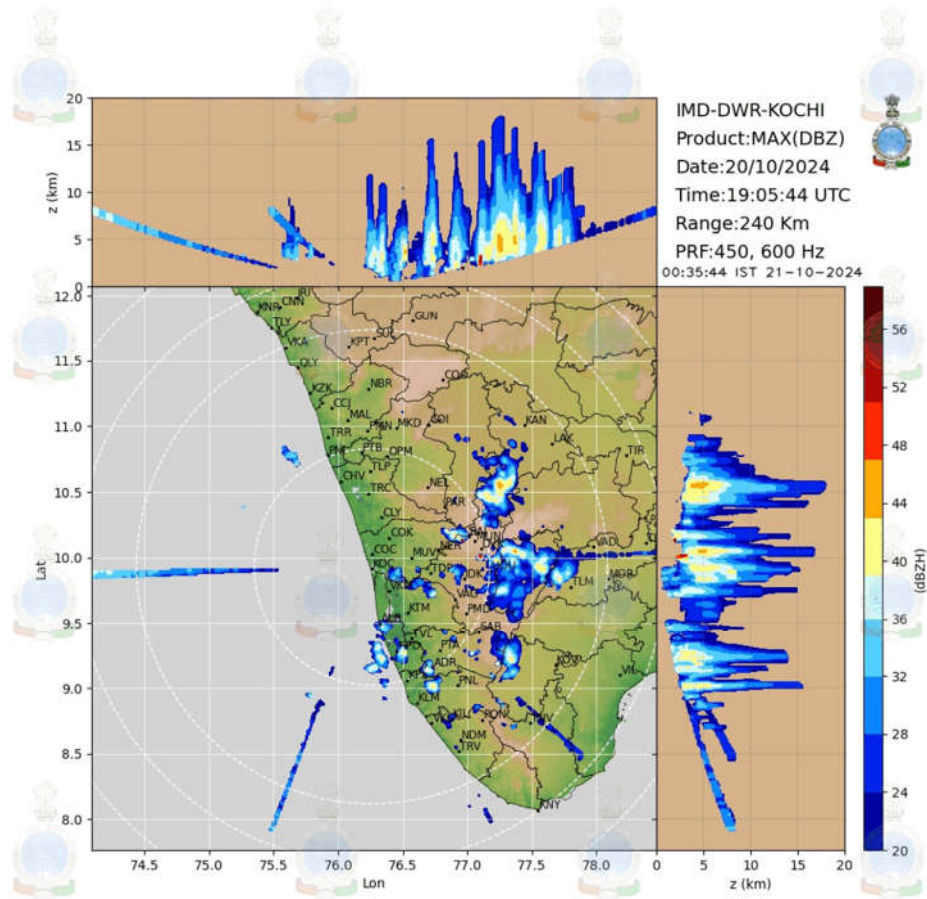 IMD-DWR-KOCHI
Product:MAX(DBZ)
Date:20/10/2024
Time:19:05:44 UTC
Range:240 Km
PRF:450, 600 Hz
00:35:44 IST 21-10-2024
20
15
10
5
0
z (km)
12.0
11.5
11.0
10.5
10.0
9.5
9.0
8.5
8.0
Lat
KNR
CNN
TLY
VKA
KPT
GUN
NBR
KZK
CCJ
MAL
MKD
KAN
TRR
PTB
OPM
LAK
TIR
TLP
CHV
TRC
NEL
CLY
COK
COC
MUV
VAD
TDP
TLM
KTM
VAG
PMD
SAB
PTA
ADR
PNL
NDM
TRV
KNY
74.5
75.0
75.5
76.0
76.5
77.0
77.5
78.0
Lon
0
5
10
15
20
z (km)
56
52
48
44
40
36
32
28
24
20
(dBZH)